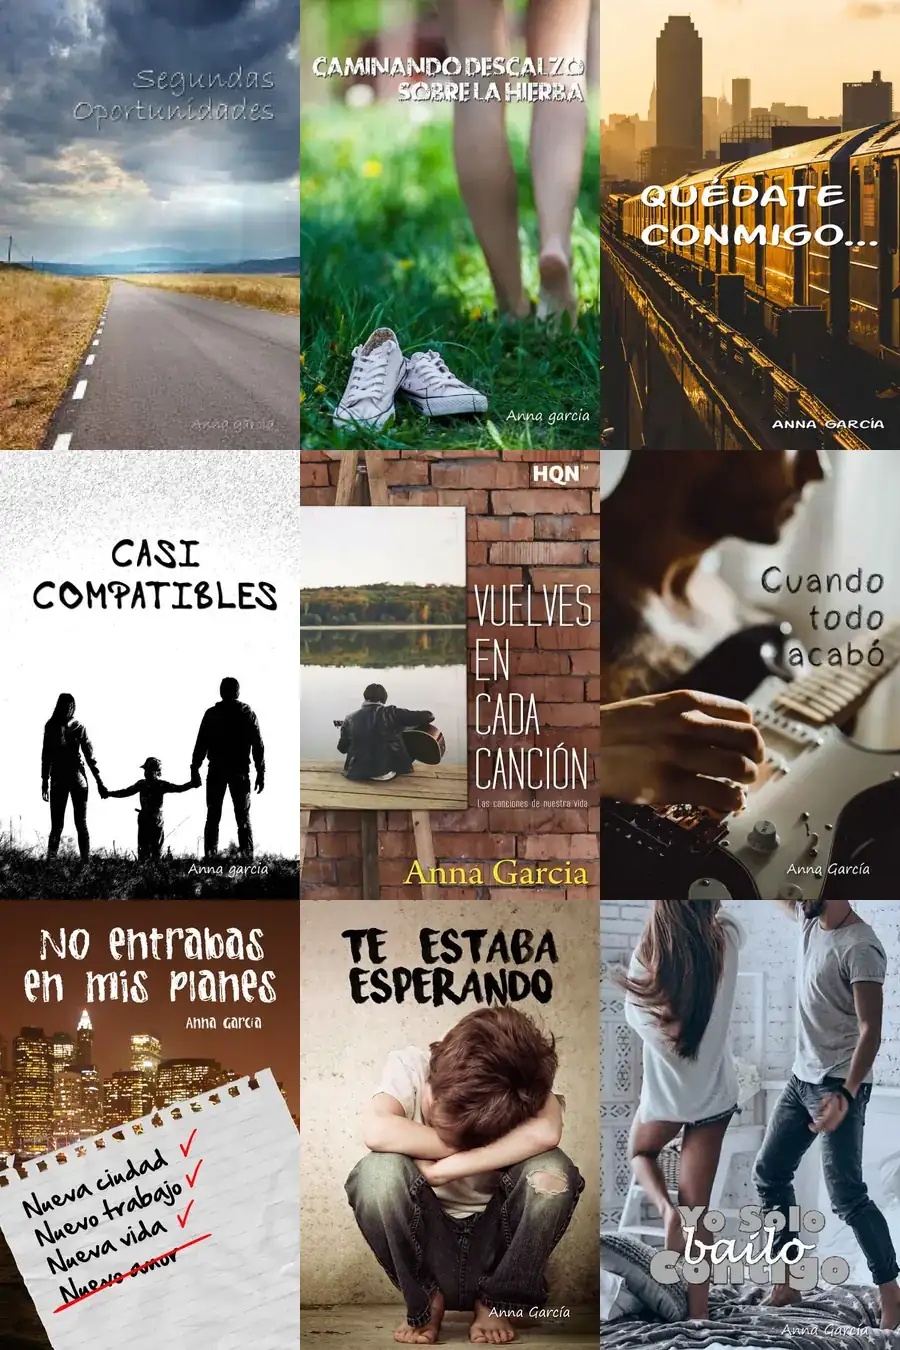 Segundas
Oportunidades
Anna garcía
CAMINANDO DESCALZO
SOBRE LA HIERBA
Anna garcía
QUÉDATE
CONMIGO...
ANNA GARCÍA
CASI
COMPATIBLES
Anna garcía
HQN
VUELVES
EN
CADA
CANCIÓN
Las canciones de nuestra vida
Anna Garcia
Cuando
todo
acabó
Anna García
No entrabas
en mis planes
Anna García
Nueva ciudad
Nuevo trabajo
Nueva vida
Nuevo amor
TE ESTABA
ESPERANDO
Anna García
Yo Sólo
bailo
contigo
Anna García